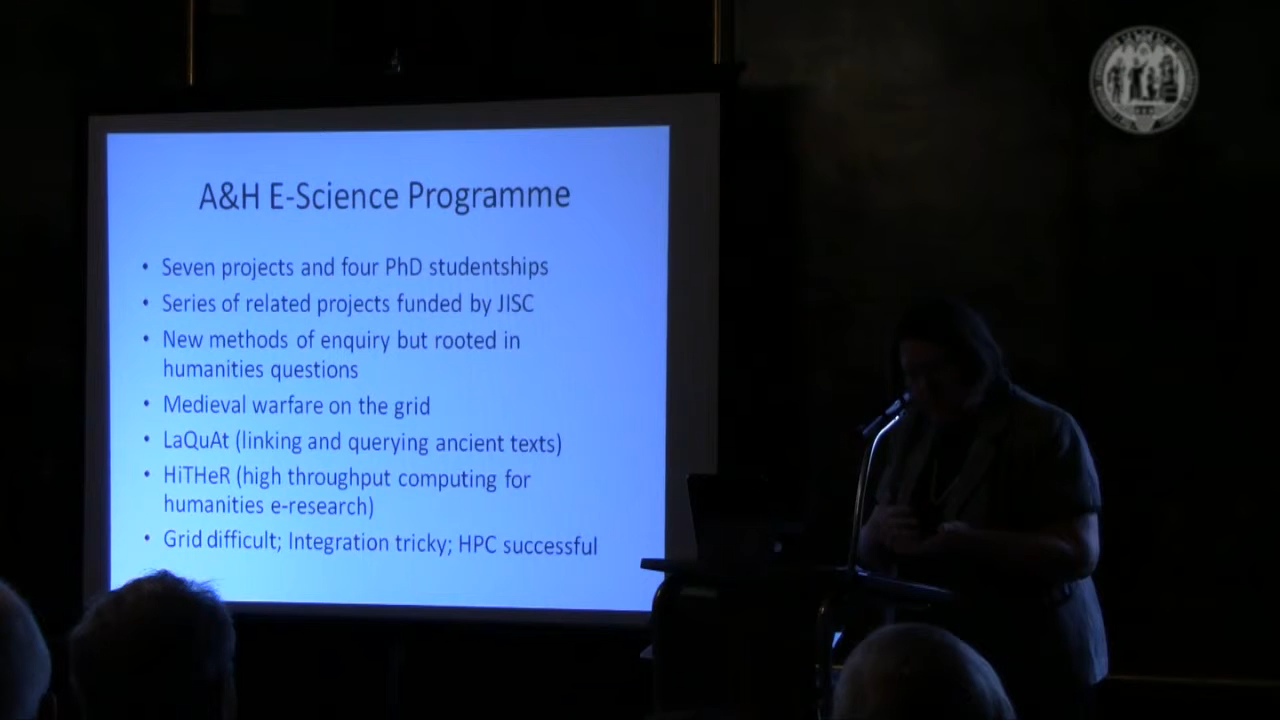 A&H E-Science Programme
• Seven projects and four PhD studentships
• Series of related projects funded by JISC
• New methods of enquiry but rooted in
humanities questions
• Medieval warfare on the grid
• LaQuAt (linking and querying ancient texts)
• HiTHeR (high throughput computing for
humanities e-research)
• Grid difficult; Integration tricky; HPC successful